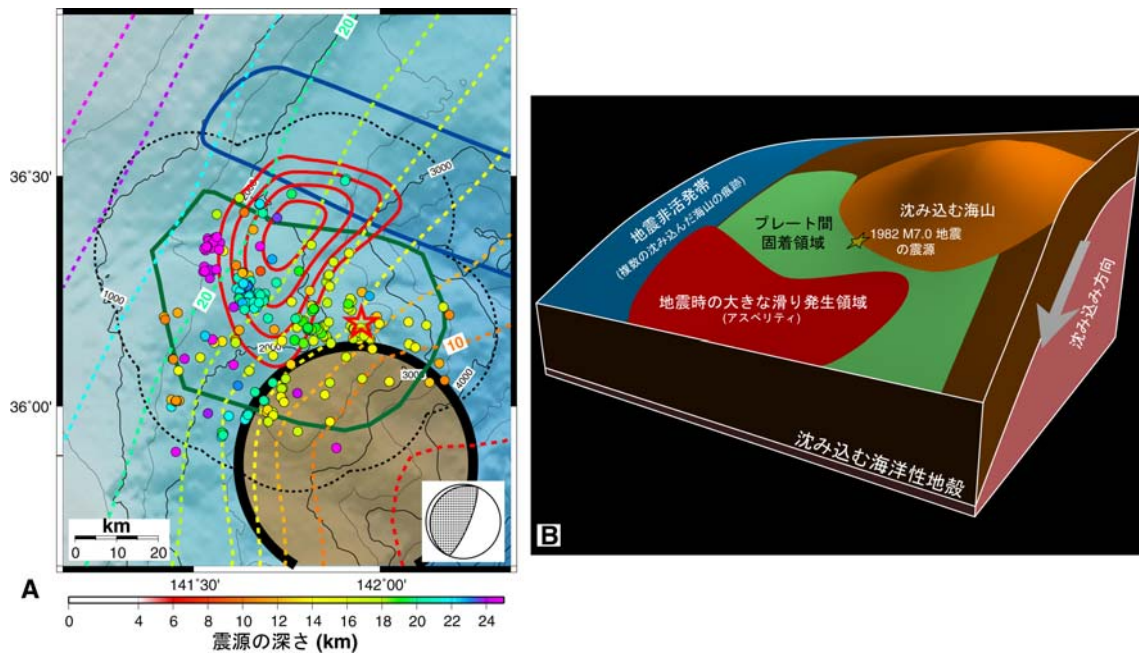 20
36°30'
36°00'
3000
2000
20
1000
2000
10
3000
4000
km
0 10 20
141°30'
142°00'
A
0 4 6 8 10 12 14 16 18 20 22 24
震源の深さ (km)
地震非活発帯
(複数の沈み込んだ海山の痕跡)
プレート間
固着領域
沈み込む海山
1982 M7.0 地震
の震源
地震時の大きな滑り発生領域
(アスペリティ)
沈み込み方向
沈み込む海洋性地殻
B